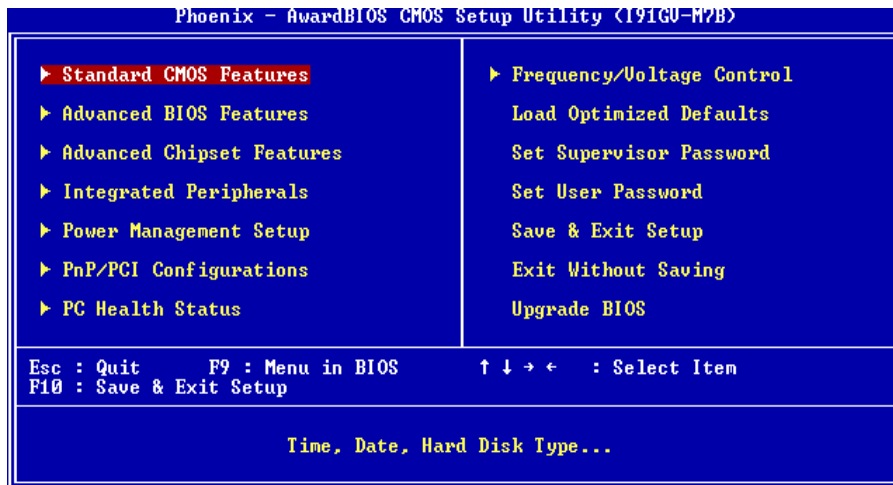 Phoenix - AwardBIOS CMOS Setup Utility (I91GV-M7B)
Standard CMOS Features
Advanced BIOS Features
Advanced Chipset Features
Integrated Peripherals
Power Management Setup
PnP/PCI Configurations
PC Health Status
Frequency/Voltage Control
Load Optimized Defaults
Set Supervisor Password
Set User Password
Save & Exit Setup
Exit Without Saving
Upgrade BIOS
Esc : Quit F9 : Menu in BIOS ↑ ↓ → ← : Select Item
F10 : Save & Exit Setup
Time, Date, Hard Disk Type...